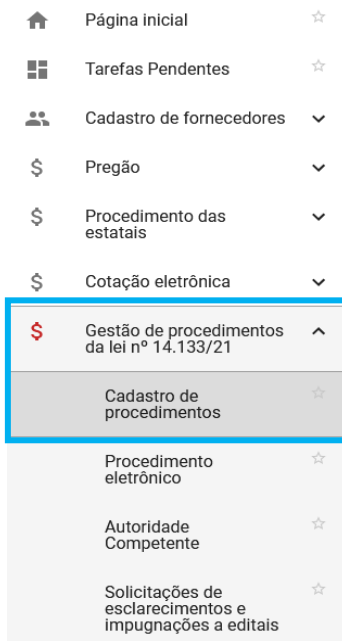 Página inicial
Tarefas Pendentes
Cadastro de fornecedores
$ Pregão
$ Procedimento das
estatais
$ Cotação eletrônica
$ Gestão de procedimentos
da lei nº 14.133/21
Cadastro de
procedimentos
Procedimento
eletrônico
Autoridade
Competente
Solicitações de
esclarecimentos e
impugnações a editais